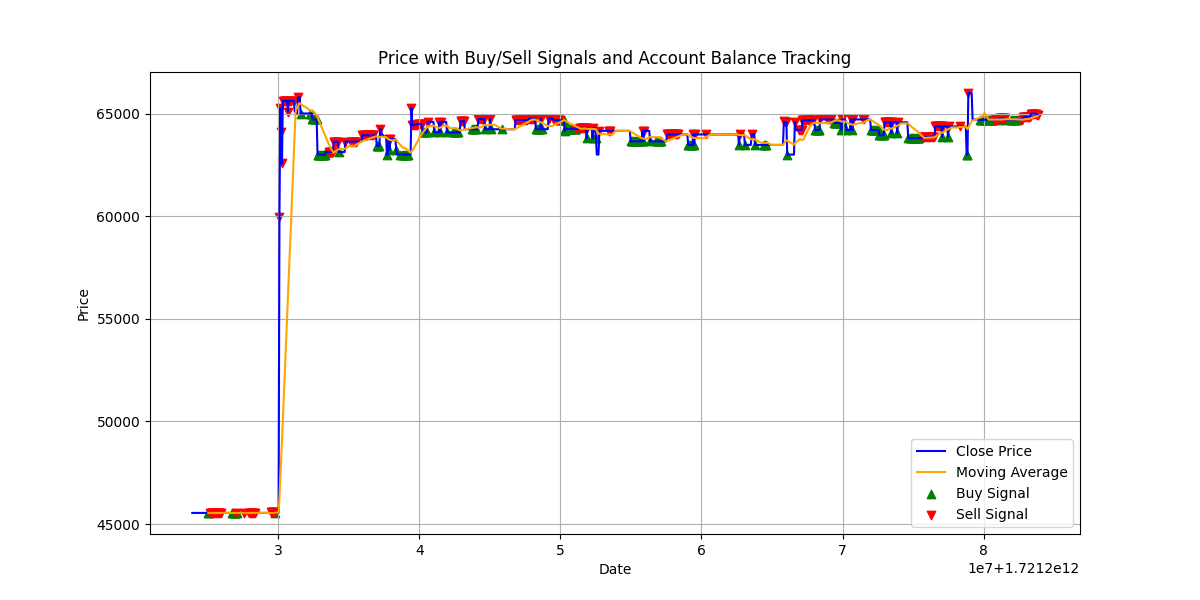 Price with Buy/Sell Signals and Account Balance Tracking
Price
65000
60000
55000
50000
45000
Close Price
Moving Average
Buy Signal
Sell Signal
3 4 5 6 7 8
Date
1e7+1.7212e12